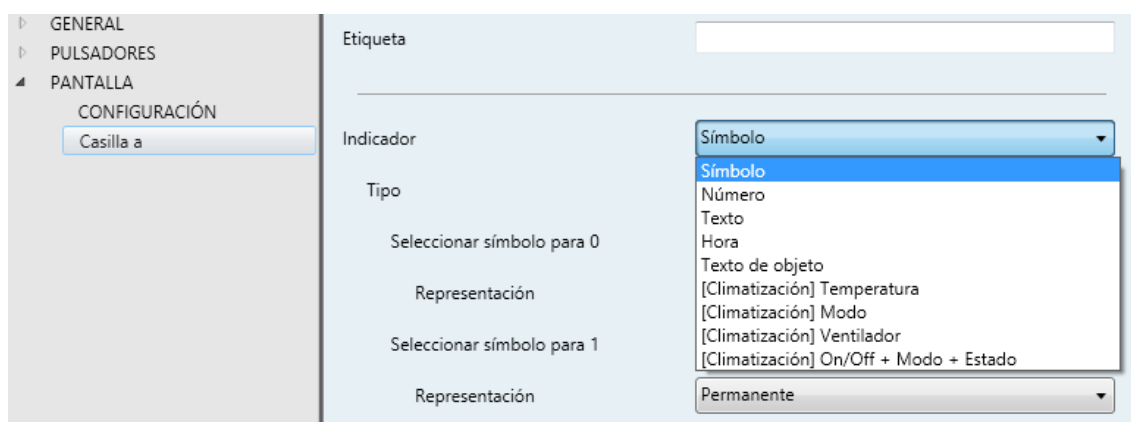 GENERAL
PULSADORES
PANTALLA
CONFIGURACIÓN
Casilla a
Etiqueta
Indicador
Símbolo
Símbolo
Número
Texto
Hora
Texto de objeto
[Climatización] Temperatura
[Climatización] Modo
[Climatización] Ventilador
[Climatización] On/Off + Modo + Estado
Tipo
Seleccionar símbolo para 0
Representación
Seleccionar símbolo para 1
Representación
Permanente